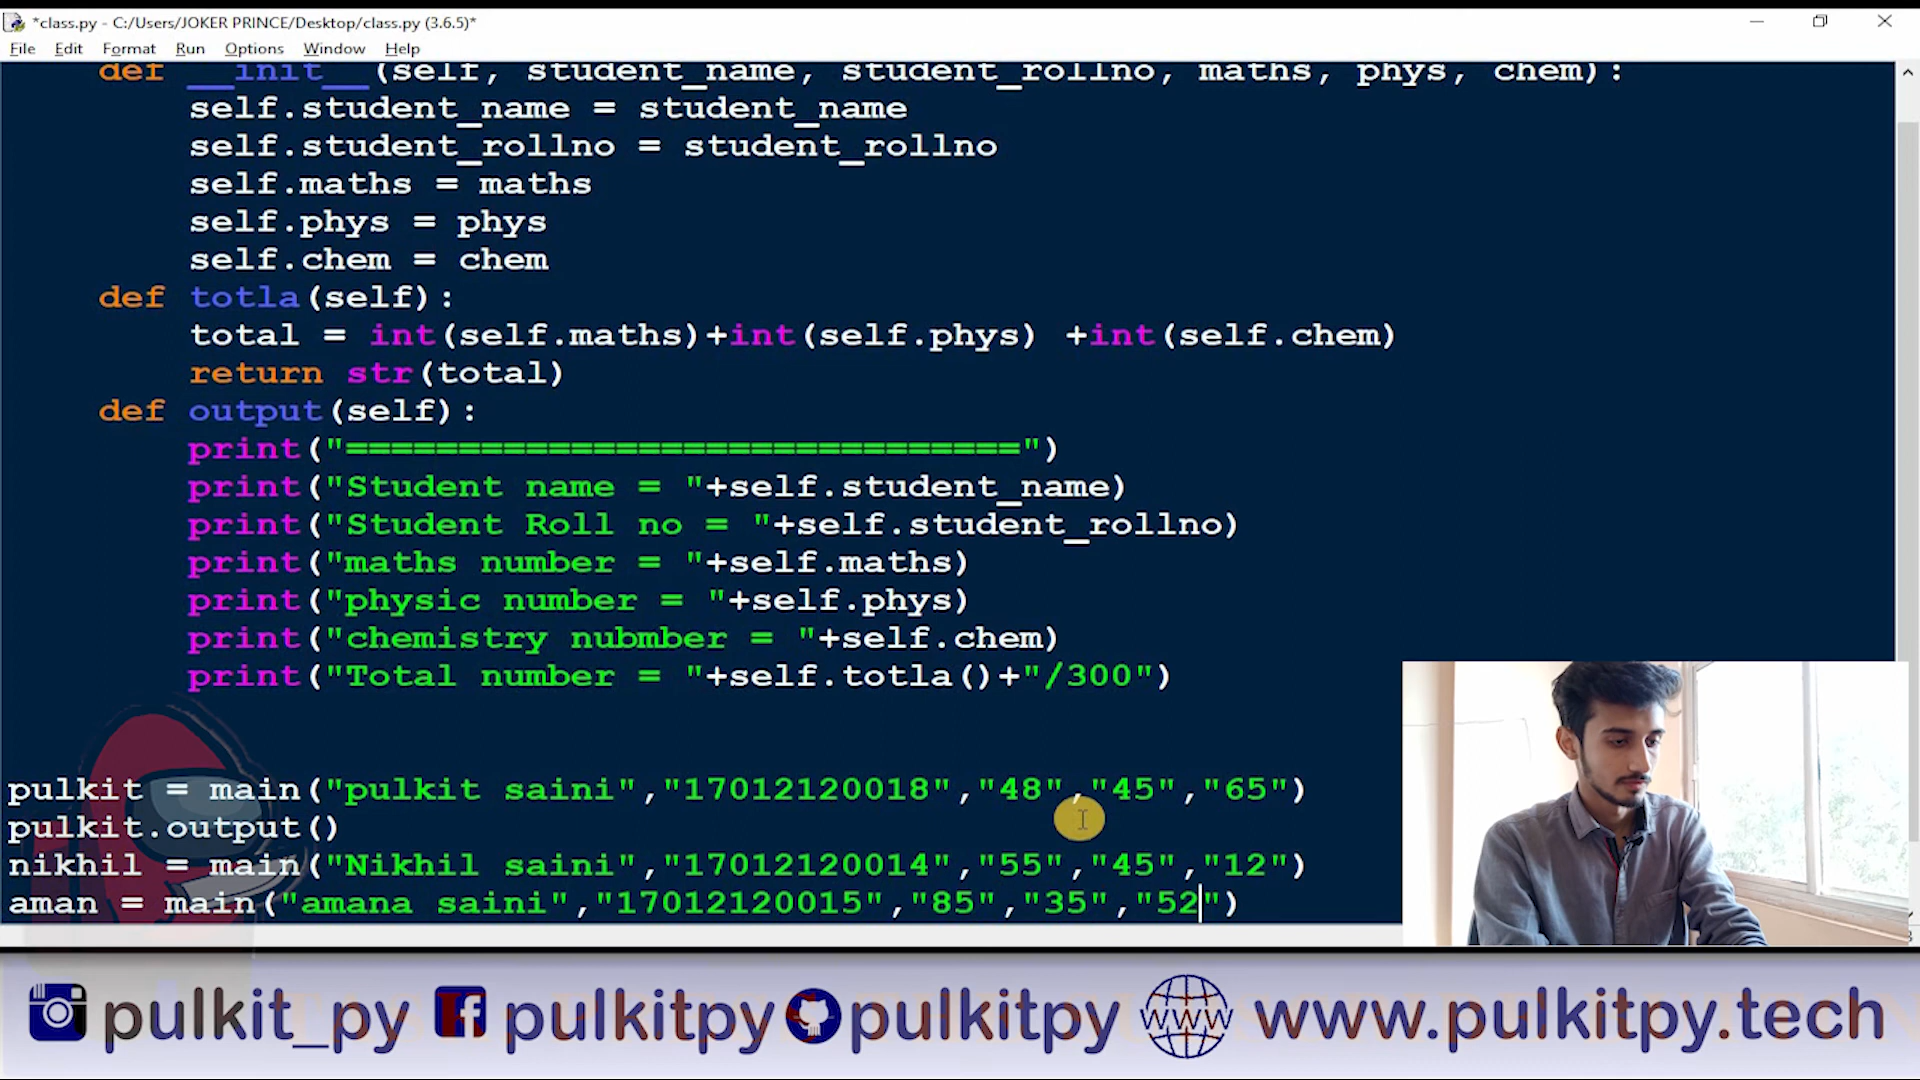 *class.py - C:/Users/JOKER PRINCE/Desktop/class.py (3.6.5)*
File Edit Format Run Options Window Help
def __init__(self, student_name, student_rollno, maths, phys, chem):
self.student_name = student_name
self.student_rollno = student_rollno
self.maths = maths
self.phys = phys
self.chem = chem
def totla(self):
total = int(self.maths)+int(self.phys) +int(self.chem)
return str(total)
def output(self):
print("==============================")
print("Student name = "+self.student_name)
print("Student Roll no = "+self.student_rollno)
print("maths number = "+self.maths)
print("physic number = "+self.phys)
print("chemistry nubmber = "+self.chem)
print("Total number = "+self.totla()+"/300")
pulkit = main("pulkit saini","17012120018","48","45","65")
pulkit.output()
nikhil = main("Nikhil saini","17012120014","55","45","12")
aman = main("amana saini","17012120015","85","35","52")
pulkit_py pulkitpy pulkitpy www www.pulkitpy.tech